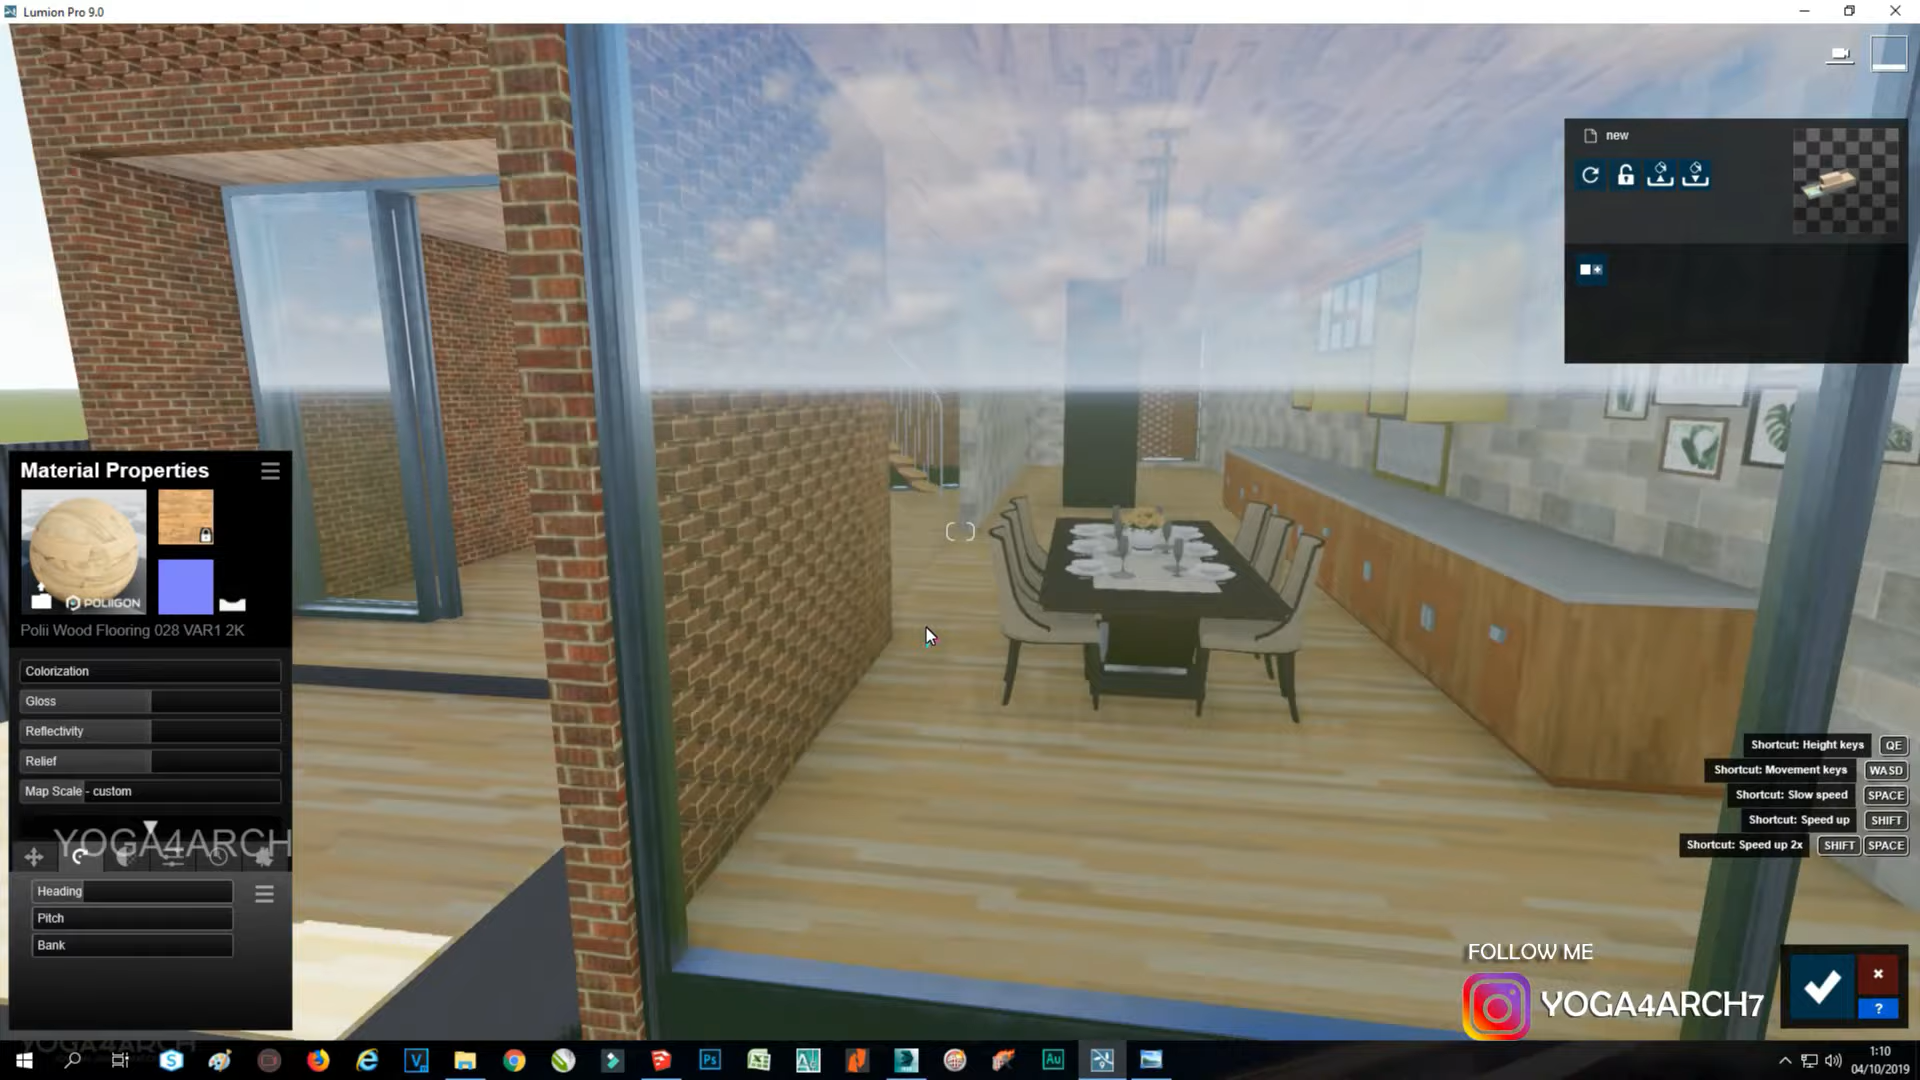 Lumion Pro 9.0
new
Material Properties
POLIIGON
Polii Wood Flooring 028 VAR1 2K
Colorization
Gloss
Reflectivity
Relief
Map Scale - custom
YOGA4ARCH
Heading
Pitch
Bank
Shortcut: Height keys QE
Shortcut: Movement keys WASD
Shortcut: Slow speed SPACE
Shortcut: Speed up SHIFT
Shortcut: Speed up 2x SHIFT SPACE
FOLLOW ME
YOGA4ARCH7
?
Ps
Au
1:10
04/10/2019